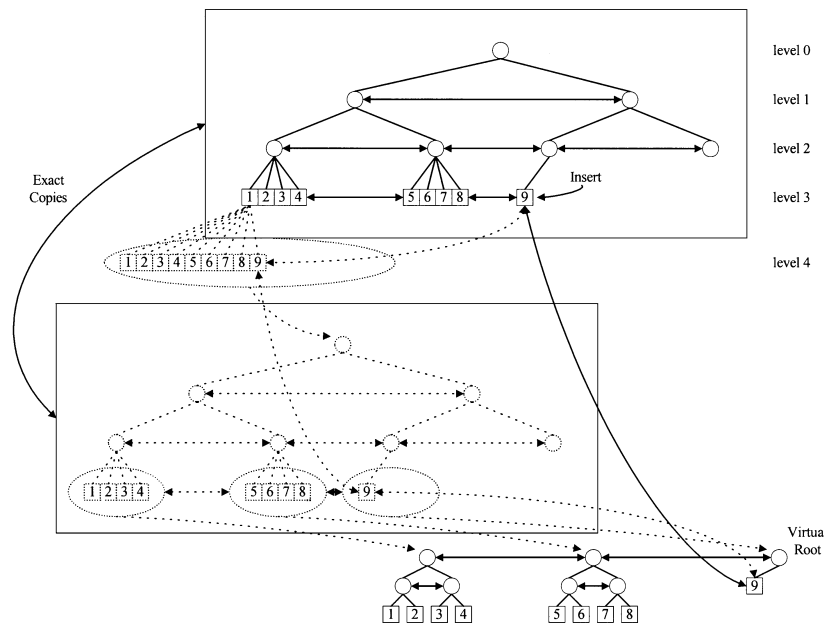 level 0
level 1
level 2
Exact
Copies
Insert
1 2 3 4
5 6 7 8
9
level 3
1 2 3 4 5 6 7 8 9
level 4
1 2 3 4
5 6 7 8
9
Virtua
Root
9
1 2 3 4
5 6 7 8